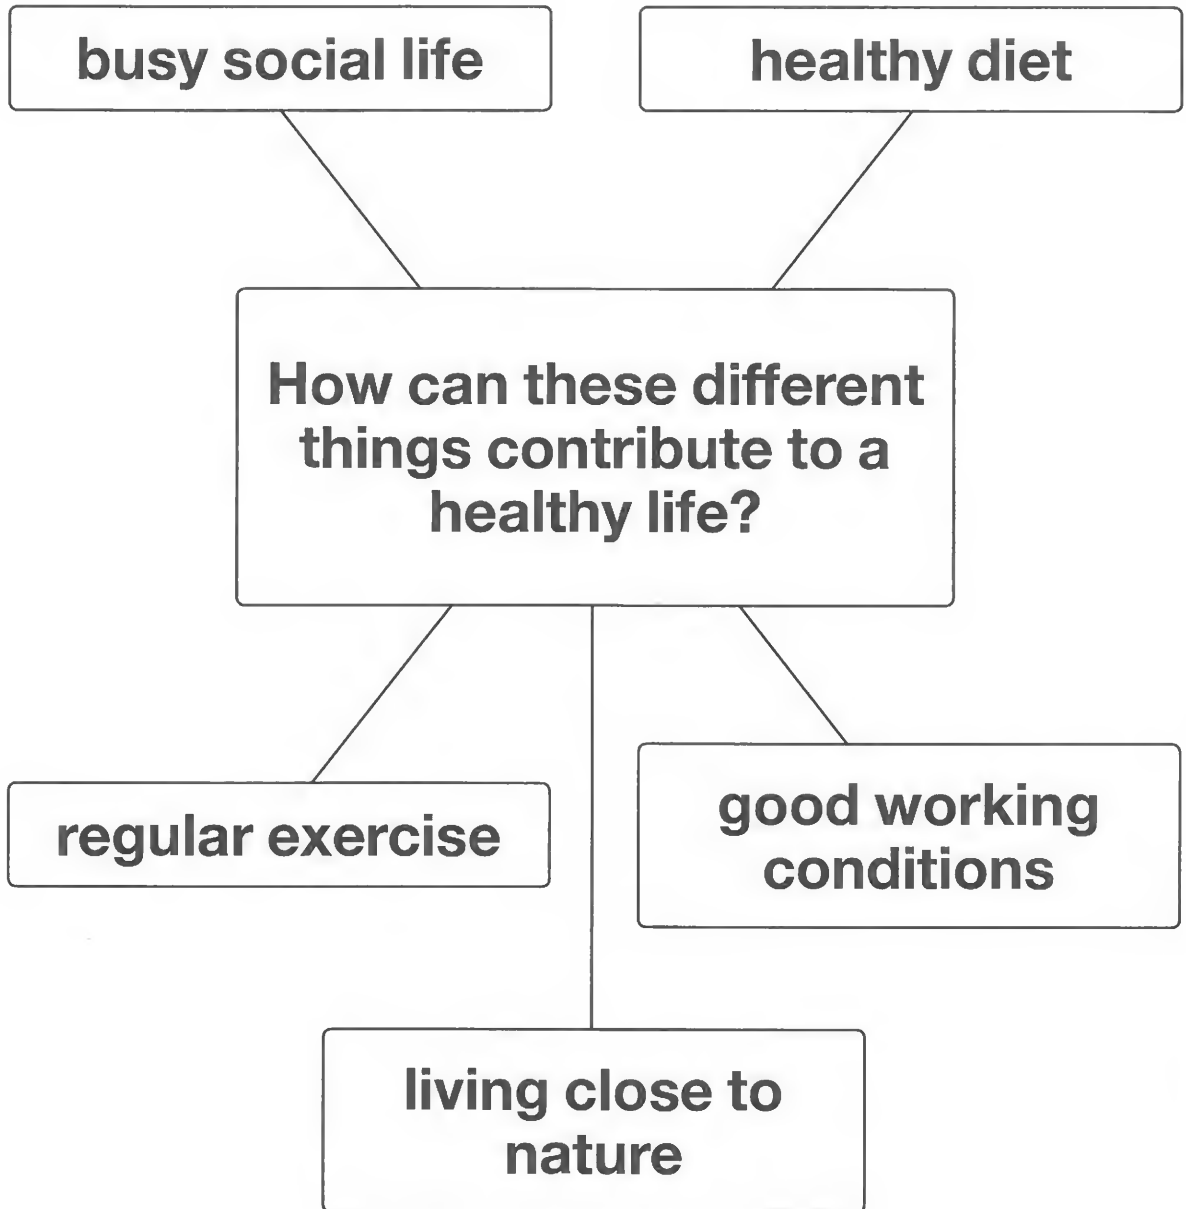 busy social life
healthy diet
How can these different
things contribute to a
healthy life?
regular exercise
good working
conditions
living close to
nature